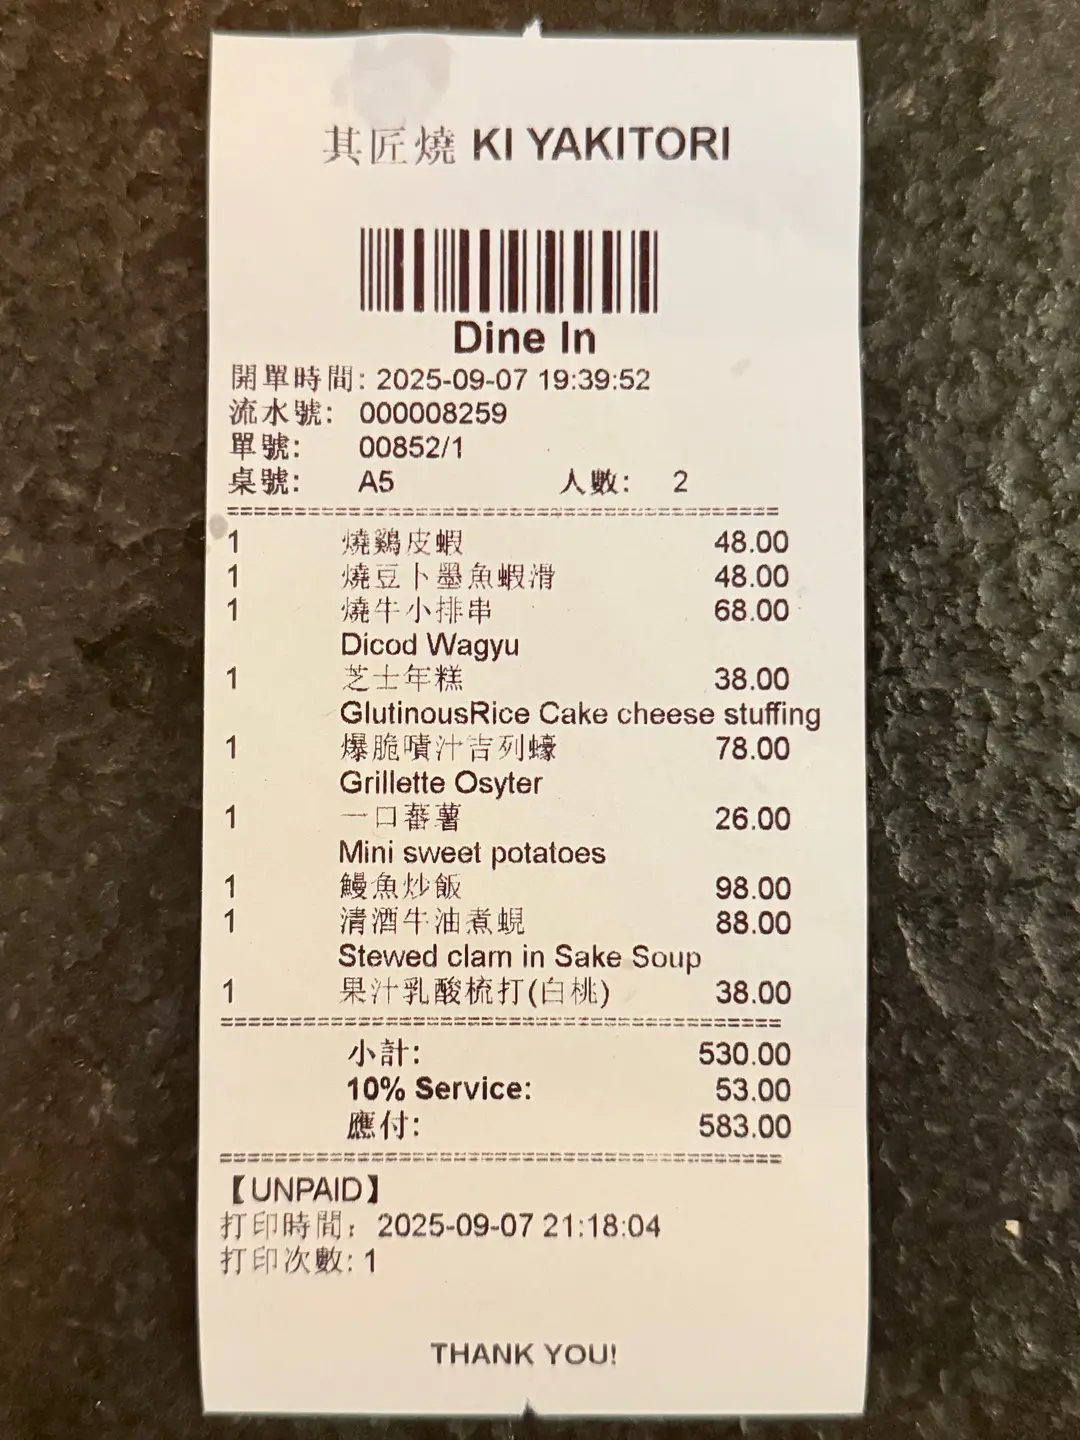 其匠燒 KI YAKITORI
Dine In
開單時間: 2025-09-07 19:39:52
流水號: 000008259
單號: 00852/1
桌號: A5 人數: 2
1 燒鷄皮蝦 48.00
1 燒豆卜墨魚蝦滑 48.00
1 燒牛小排串 68.00
Dicod Wagyu
1 芝士年糕 38.00
GlutinousRice Cake cheese stuffing
1 爆脆噴汁吉列蠔 78.00
Grillette Osyter
1 一口蕃薯 26.00
Mini sweet potatoes
1 鰻魚炒飯 98.00
1 清酒牛油煮蜆 88.00
Stewed clam in Sake Soup
1 果汁乳酸梳打(白桃) 38.00
小計: 530.00
10% Service: 53.00
應付: 583.00
【UNPAID】
打印時間: 2025-09-07 21:18:04
打印次數: 1
THANK YOU!